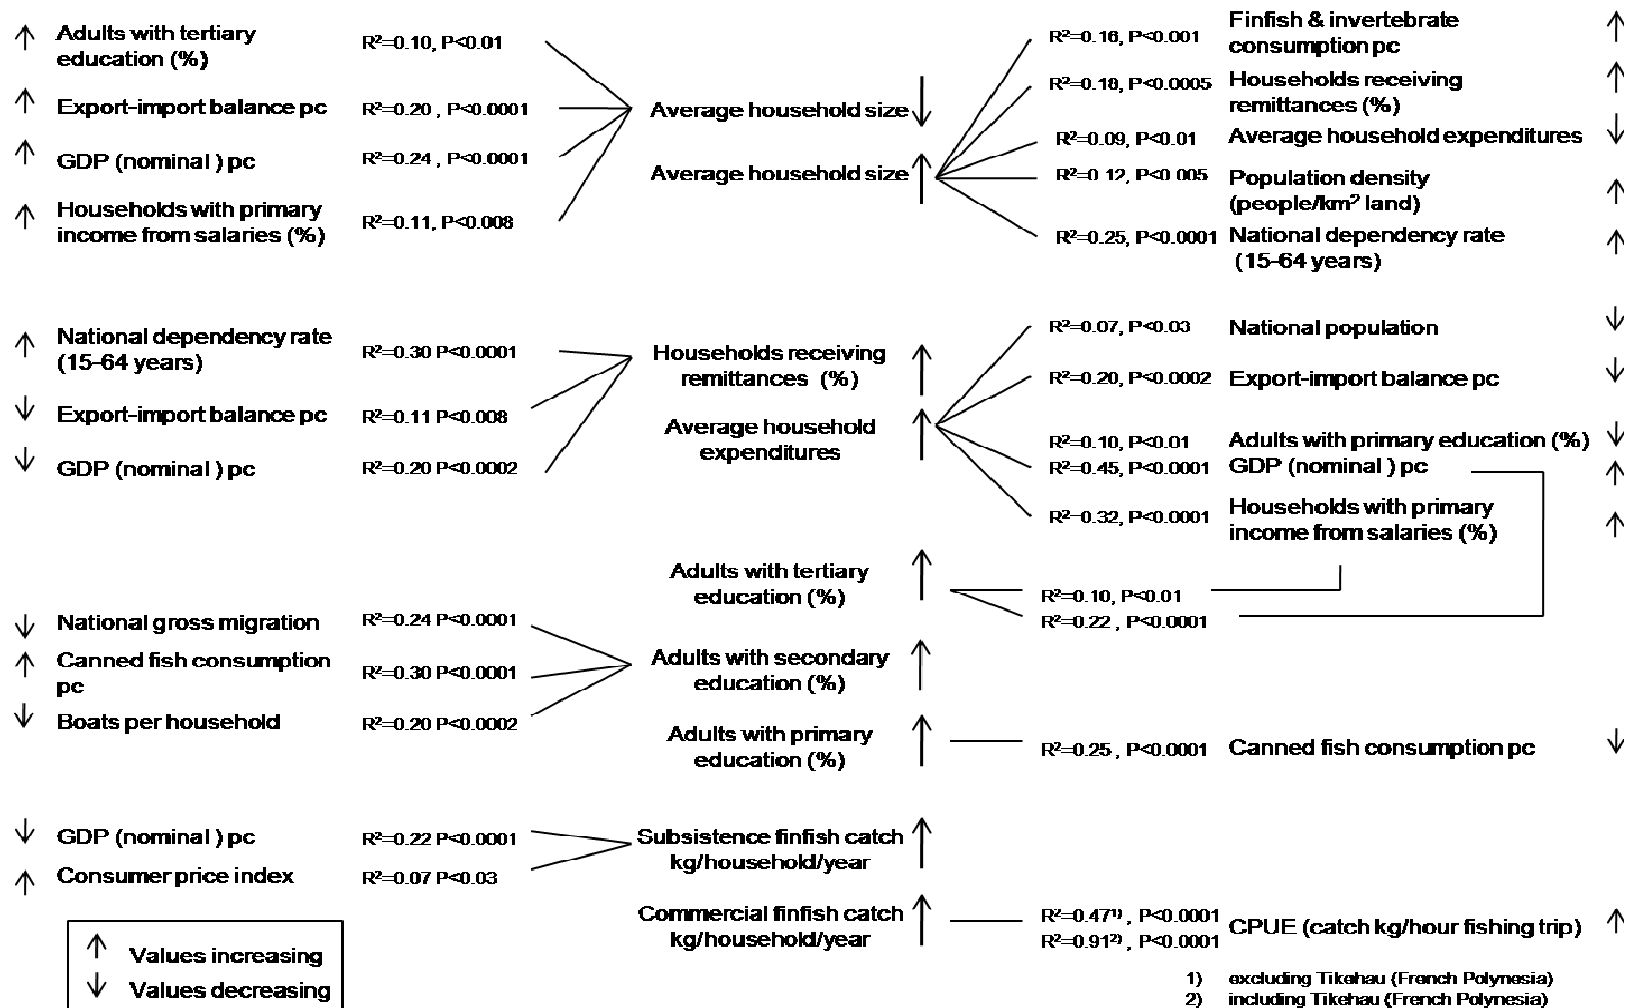 Adults with tertiary
education (%)
R²=0.10, P<0.01
Export-import balance pc
R²=0.20 , P<0.0001
GDP (nominal ) pc
R²=0.24 , P<0.0001
Households with primary
income from salaries (%)
R²=0.11, P<0.008
Average household size
Average household size
R²=0.16, P<0.001
Finfish & invertebrate
consumption pc
R²=0.18, P<0.0005
Households receiving
remittances (%)
R²=0.09, P<0.01
Average household expenditures
R²=0.12, P<0.005
Population density
(people/km² land)
R²=0.25, P<0.0001
National dependency rate
(15-64 years)
National dependency rate
(15-64 years)
R²=0.30 P<0.0001
Export-import balance pc
R²=0.11 P<0.008
GDP (nominal ) pc
R²=0.20 P<0.0002
Households receiving
remittances (%)
Average household
expenditures
R²=0.07, P<0.03
National population
R²=0.20, P<0.0002
Export-import balance pc
R²=0.10, P<0.01
Adults with primary education (%)
R²=0.45, P<0.0001
GDP (nominal ) pc
R²=0.32, P<0.0001
Households with primary
income from salaries (%)
Adults with tertiary
education (%)
R²=0.10, P<0.01
R²=0.22 , P<0.0001
National gross migration
R²=0.24 P<0.0001
Canned fish consumption
pc
R²=0.30 P<0.0001
Boats per household
R²=0.20 P<0.0002
Adults with secondary
education (%)
Adults with primary
education (%)
R²=0.25 , P<0.0001
Canned fish consumption pc
GDP (nominal ) pc
R²=0.22 P<0.0001
Consumer price index
R²=0.07 P<0.03
Subsistence finfish catch
kg/household/year
Commercial finfish catch
kg/household/year
R²=0.47¹⁾ , P<0.0001
R²=0.91²⁾ , P<0.0001
CPUE (catch kg/hour fishing trip)
Values increasing
Values decreasing
1) excluding Tikehau (French Polynesia)
2) including Tikehau (French Polynesia)